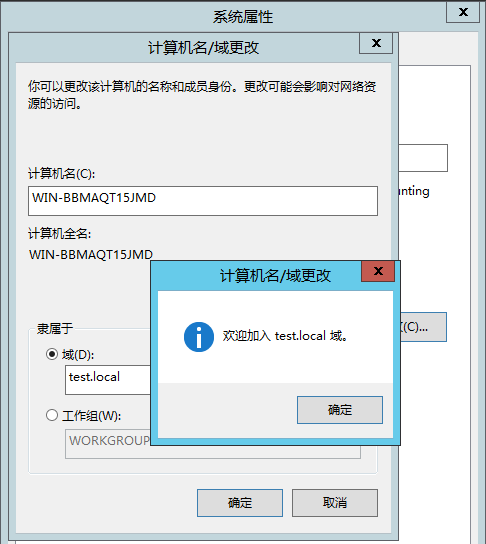 系统属性
计算机名/域更改
你可以更改该计算机的名称和成员身份。更改可能会影响对网络资
源的访问。
计算机名(C):
WIN-BBMAQT15JMD
unting
计算机全名:
WIN-BBMAQT15JMD
计算机名/域更改
欢迎加入 test.local 域。
确定
(C)...
隶属于
域(D):
test.local
工作组(W):
WORKGROUP
确定
取消